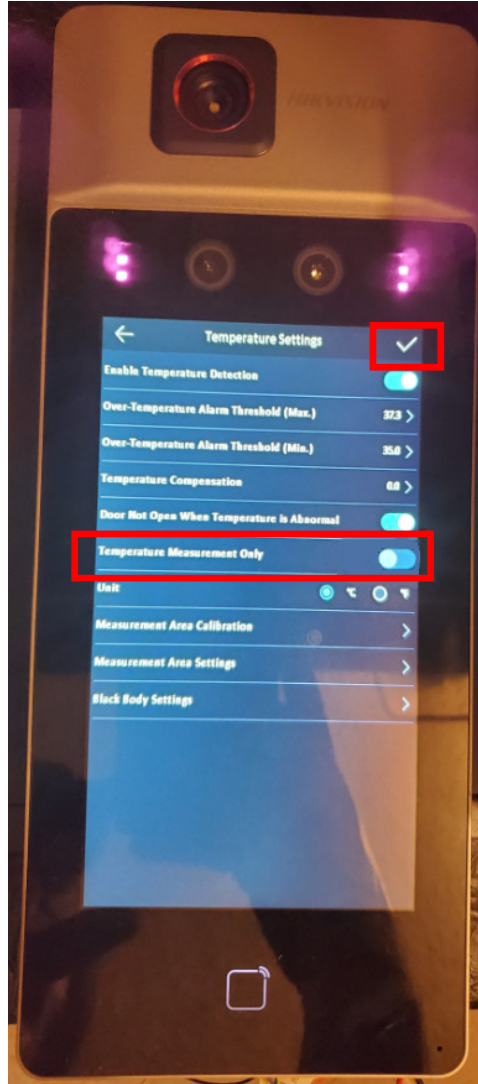 HIKVISION
Temperature Settings
Enable Temperature Detection
Over-Temperature Alarm Threshold (Max.) 37.3 >
Over-Temperature Alarm Threshold (Min.) 35.0 >
Temperature Compensation 0.0 >
Door Not Open When Temperature is Abnormal
Temperature Measurement Only
Unit °C °F
Measurement Area Calibration >
Measurement Area Settings >
Black Body Settings >